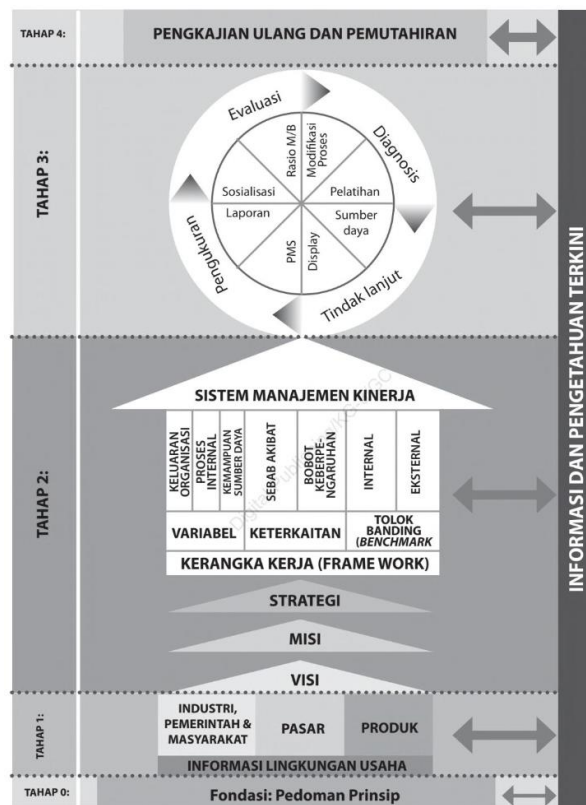 TAHAP 4:
PENGKAJIAN ULANG DAN PEMUTAHIRAN
TAHAP 3:
Evaluasi
Diagnosis
Tindak lanjut
Pengukuran
Rasio M/B
Modifikasi
Proses
Pelatihan
Sumber
daya
Display
PMS
Laporan
Sosialisasi
TAHAP 2:
SISTEM MANAJEMEN KINERJA
KELUARAN
ORGANISASI
PROSES
INTERNAL
KEMAMPUAN
SUMBER DAYA
SEBAB AKIBAT
BOBOT
KEBERPE-
NGARUHAN
INTERNAL
EKSTERNAL
VARIABEL
KETERKAITAN
TOLOK
BANDING
(BENCHMARK
KERANGKA KERJA (FRAME WORK)
STRATEGI
MISI
VISI
TAHAP 1:
INDUSTRI,
PEMERINTAH &
MASYARAKAT
PASAR
PRODUK
INFORMASI LINGKUNGAN USAHA
TAHAP 0:
Fondasi: Pedoman Prinsip
INFORMASI DAN PENGETAHUAN TERKINI